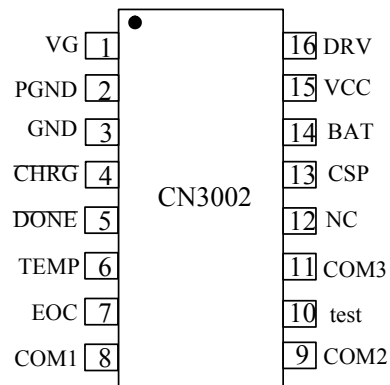 VG 1 16 DRV
PGND 2 15 VCC
GND 3 14 BAT
CHRG 4 13 CSP
CN3002
DONE 5 12 NC
TEMP 6 11 COM3
EOC 7 10 test
COM1 8 9 COM2